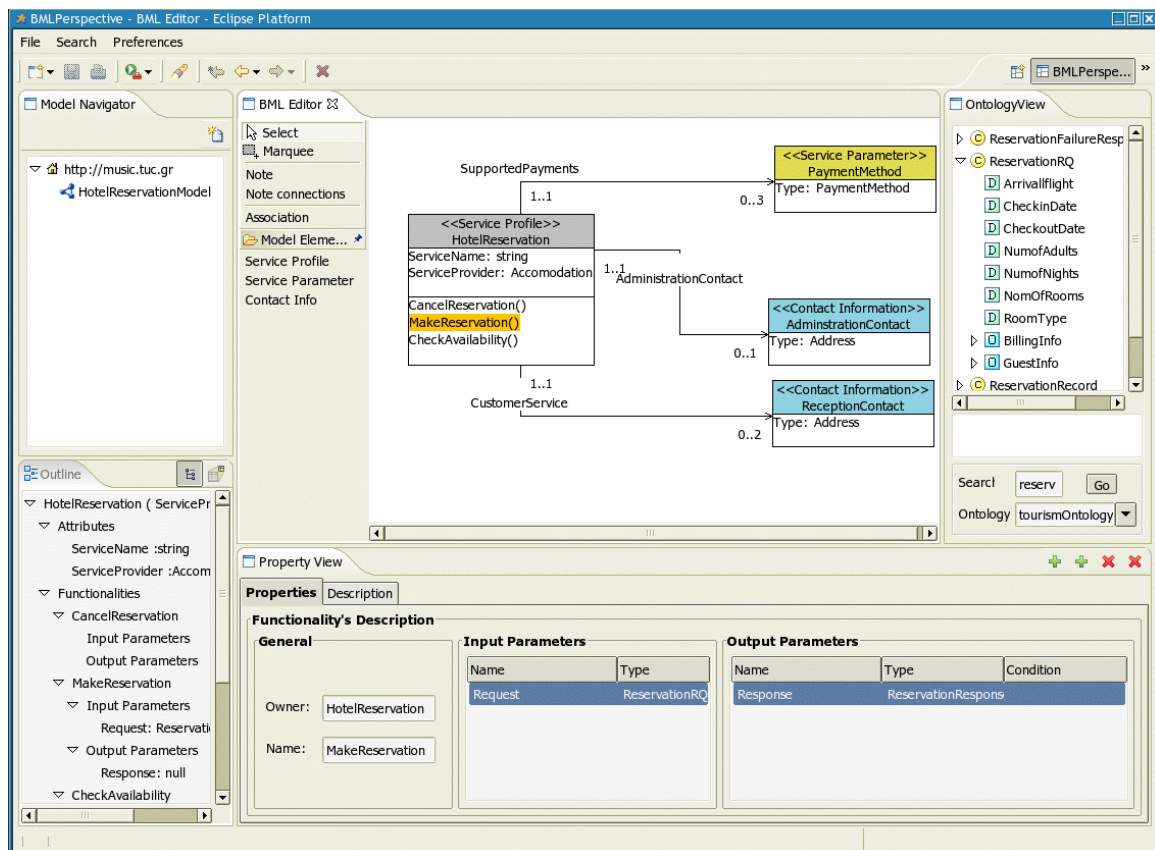 BMLPerspective - BML Editor - Eclipse Platform
File Search Preferences
BMLPerspe... »
Model Navigator
http://music.tuc.gr
HotelReservationModel
Outline
HotelReservation ( ServicePr
Attributes
ServiceName :string
ServiceProvider :Accom
Functionalities
CancelReservation
Input Parameters
Output Parameters
MakeReservation
Input Parameters
Request: Reservati
Output Parameters
Response: null
CheckAvailability
BML Editor
Select
Marquee
Note
Note connections
Association
Model Eleme...
Service Profile
Service Parameter
Contact Info
SupportedPayments
1..1
0..3
<<Service Parameter>>
PaymentMethod
Type: PaymentMethod
<<Service Profile>>
HotelReservation
ServiceName: string
ServiceProvider: Accomodation
CancelReservation()
MakeReservation()
CheckAvailability()
1..1
AdministrationContact
0..1
<<Contact Information>>
AdminstrationContact
Type: Address
1..1
CustomerService
0..2
<<Contact Information>>
ReceptionContact
Type: Address
OntologyView
C ReservationFailureResp
C ReservationRQ
D Arrivallflight
D CheckinDate
D CheckoutDate
D NumofAdults
D NumofNights
D NomOfRooms
D RoomType
O BillingInfo
O GuestInfo
C ReservationRecord
Search reserv Go
Ontology tourismOntology
Property View
Properties Description
Functionality's Description
General
Owner: HotelReservation
Name: MakeReservation
Input Parameters
Name Type
Request ReservationRQ
Output Parameters
Name Type Condition
Response ReservationRespons